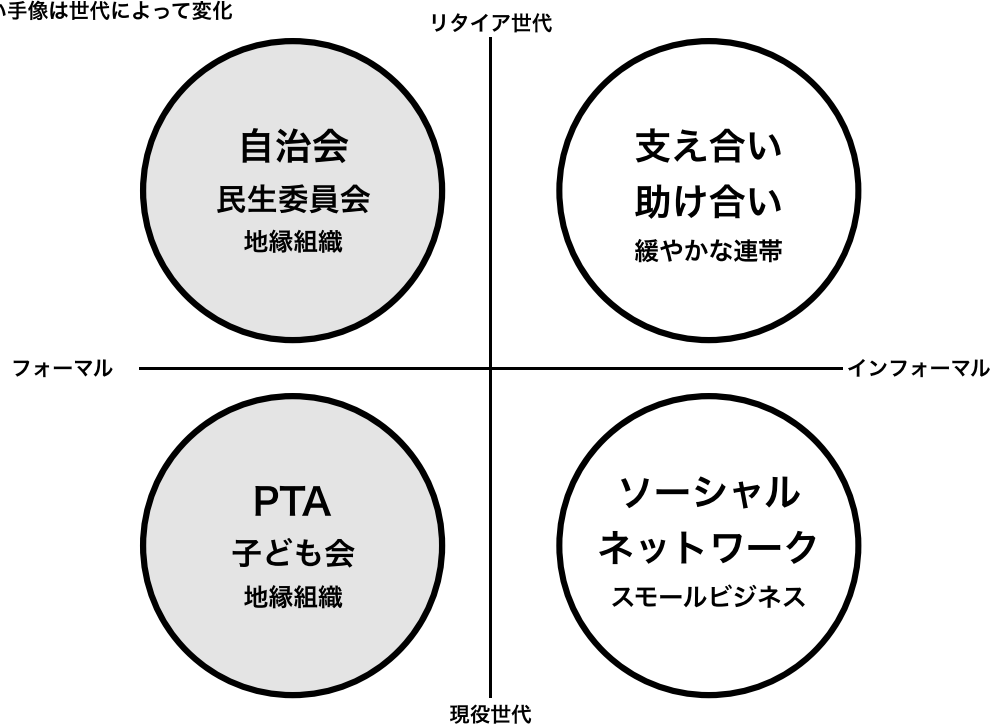 い手像は世代によって変化
リタイア世代
自治会
民生委員会
地縁組織
支え合い
助け合い
緩やかな連帯
フォーマル
インフォーマル
PTA
子ども会
地縁組織
ソーシャル
ネットワーク
スモールビジネス
現役世代